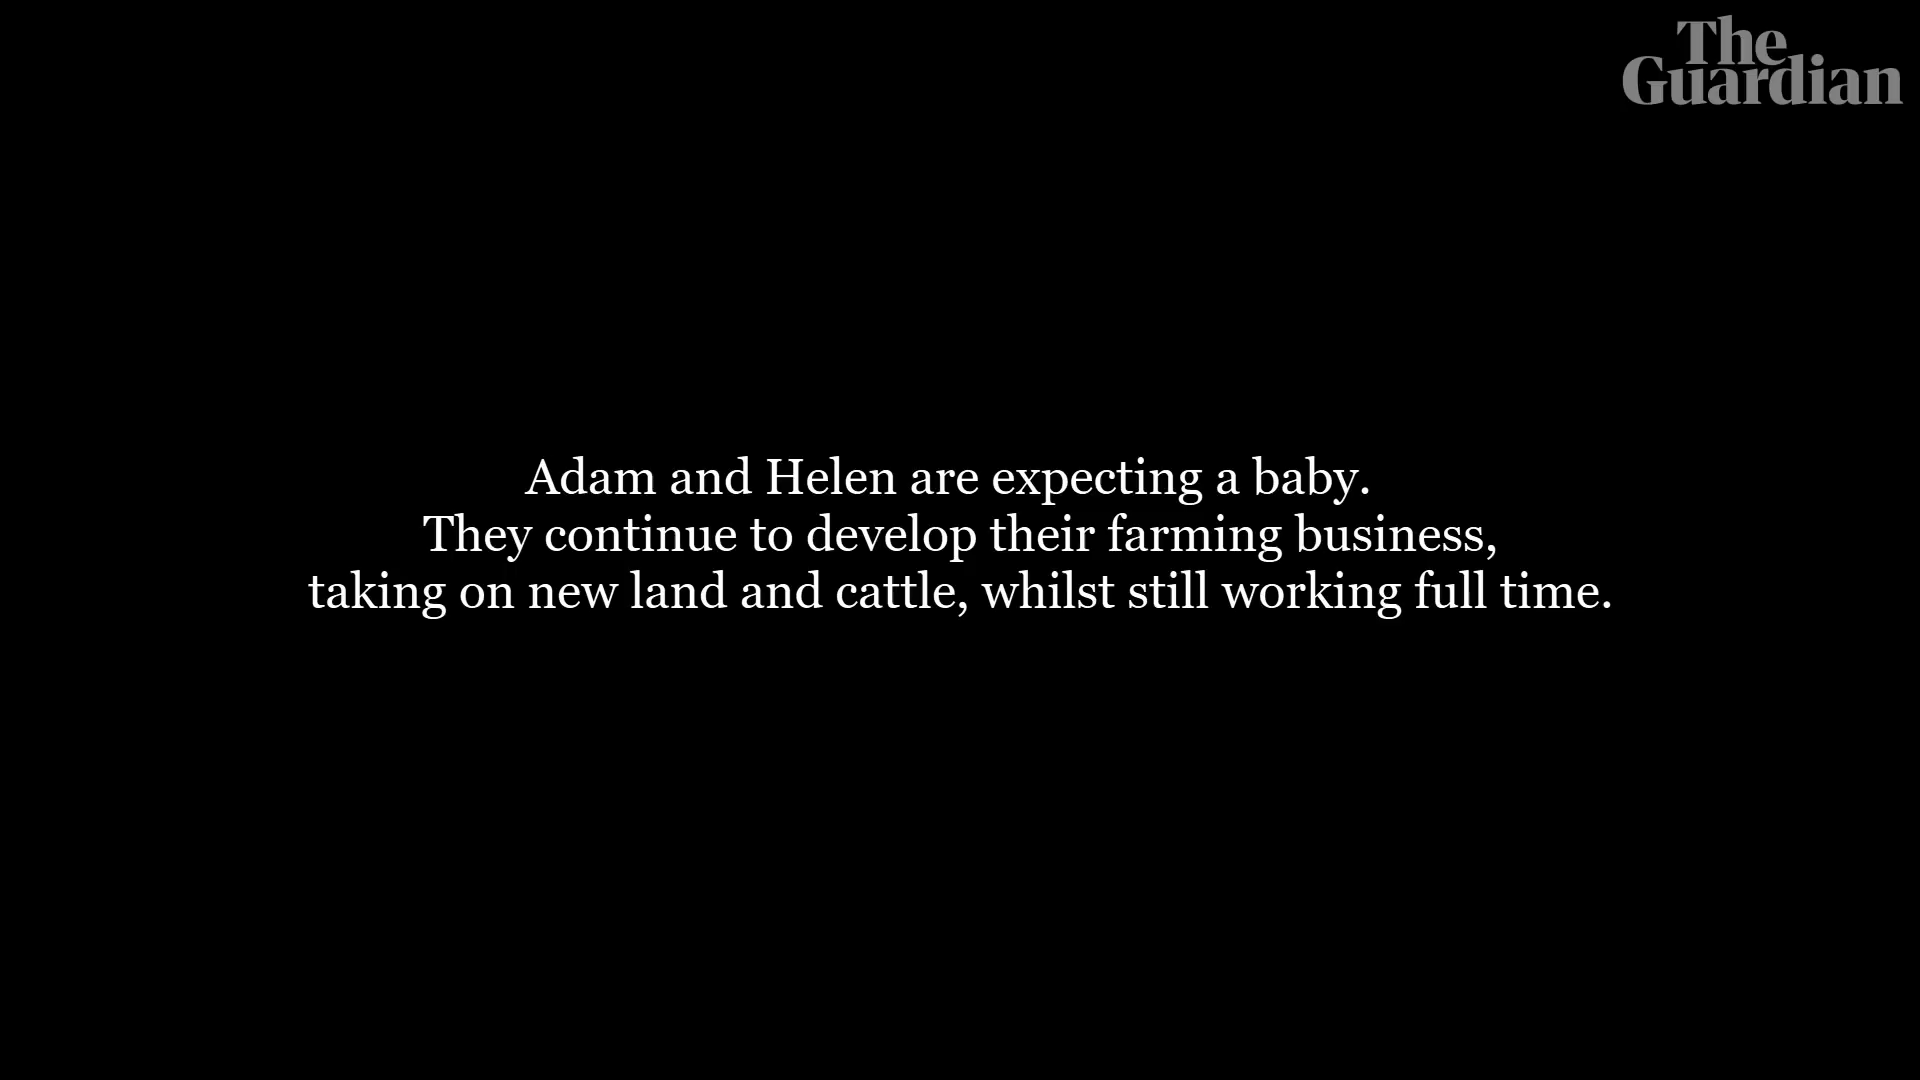 The
Guardian
Adam and Helen are expecting a baby.
They continue to develop their farming business,
taking on new land and cattle, whilst still working full time.